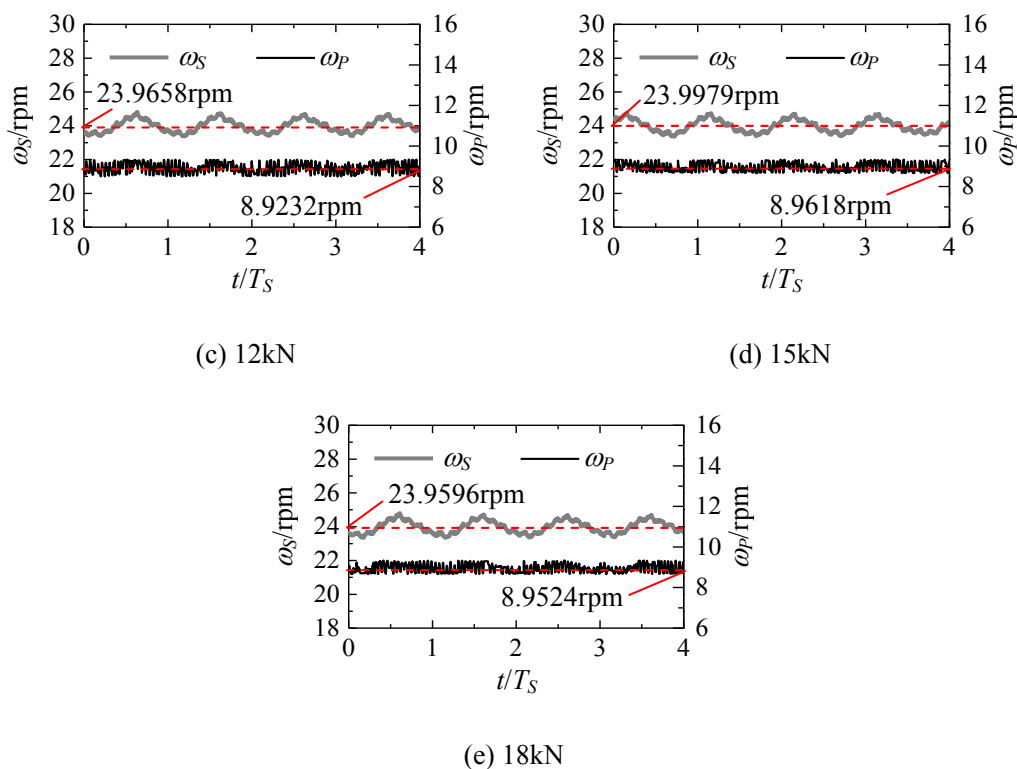 30
28
26
24
22
20
18
ωS/rpm
16
14
12
10
8
6
ωP/rpm
ωS ωP
23.9658rpm
8.9232rpm
0 1 2 3 4
t/TS
(c) 12kN
30
28
26
24
22
20
18
ωS/rpm
16
14
12
10
8
6
ωP/rpm
ωS ωP
23.9979rpm
8.9618rpm
0 1 2 3 4
t/TS
(d) 15kN
30
28
26
24
22
20
18
ωS/rpm
16
14
12
10
8
6
ωP/rpm
ωS ωP
23.9596rpm
8.9524rpm
0 1 2 3 4
t/TS
(e) 18kN